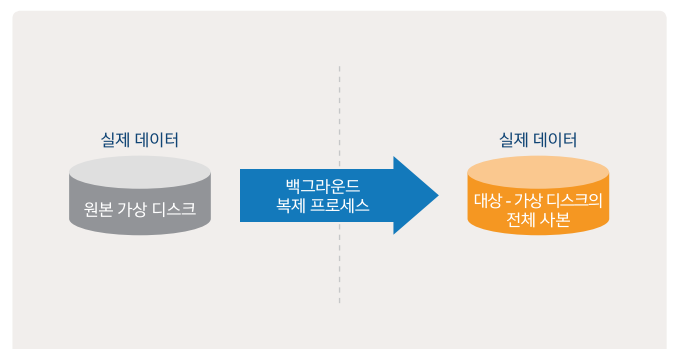 실제 데이터
원본 가상 디스크
백그라운드
복제 프로세스
실제 데이터
대상 - 가상 디스크의
전체 사본